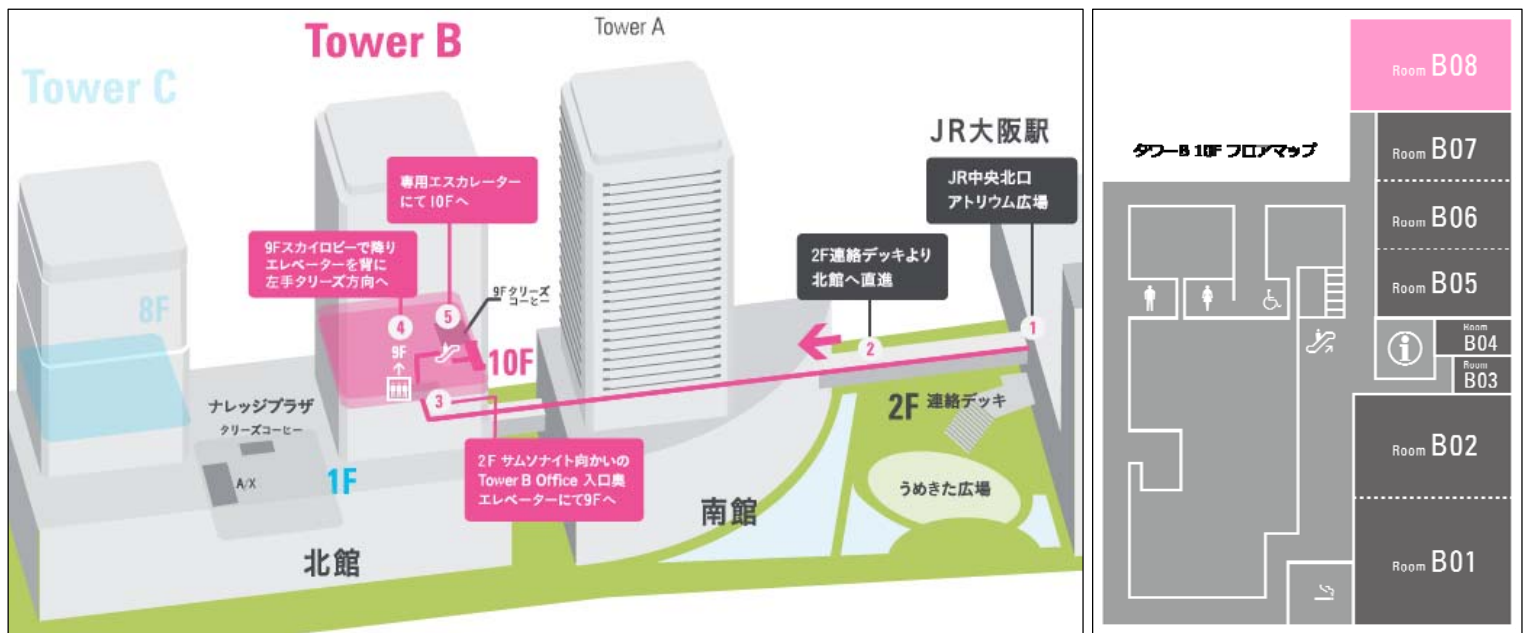 Tower C
Tower B
Tower A
JR大阪駅
JR中央北口
アトリウム広場
1
2F連絡デッキより
北館へ直進
2
専用エスカレーター
にて10Fへ
9Fスカイロビーで降り
エレベーターを背に
左手タリーズ方向へ
9Fタリーズ
コーヒー
4
5
9F
↑
10F
8F
3
2F サムソナイト向かいの
Tower B Office 入口奥
エレベーターにて9Fへ
2F 連絡デッキ
うめきた広場
ナレッジプラザ
タリーズコーヒー
A/X
1F
北館
南館
タワーB 10F フロアマップ
Room B08
Room B07
Room B06
Room B05
Room
B04
Room
B03
Room B02
Room B01